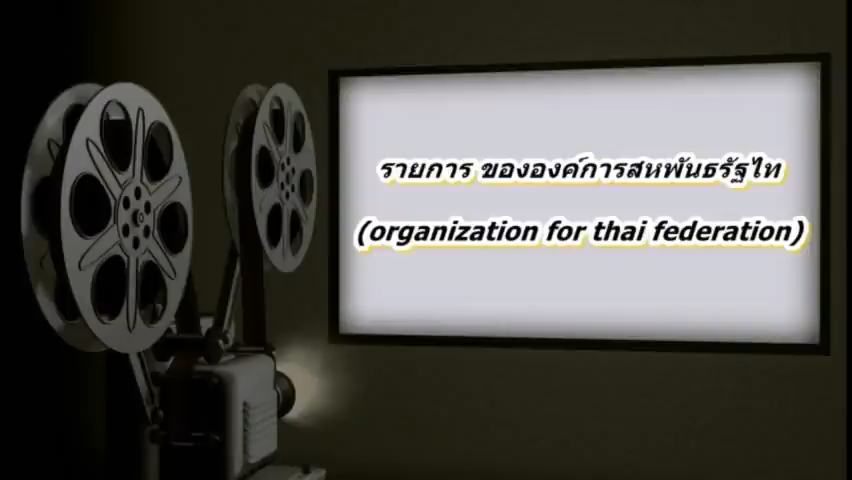 รายการ ขององค์การสหพันธรัฐไท
(organization for thai federation)